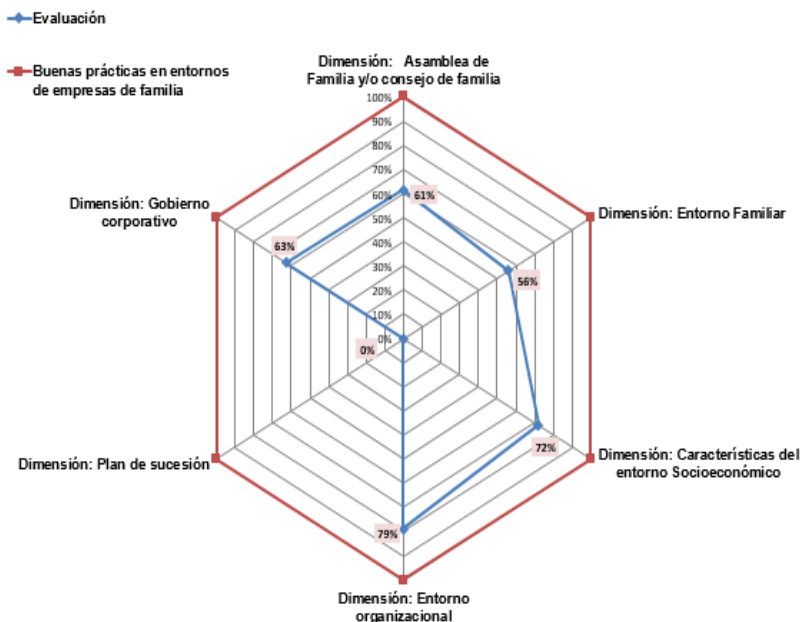 Evaluación
Buenas prácticas en entornos
de empresas de familia
Dimensión: Asamblea de
Familia y/o consejo de familia
100%
90%
80%
70%
60%
50%
40%
30%
20%
10%
0%
61%
Dimensión: Entorno Familiar
56%
Dimensión: Características del
entorno Socioeconómico
72%
Dimensión: Entorno
organizacional
79%
Dimensión: Plan de sucesión
0%
Dimensión: Gobierno
corporativo
63%